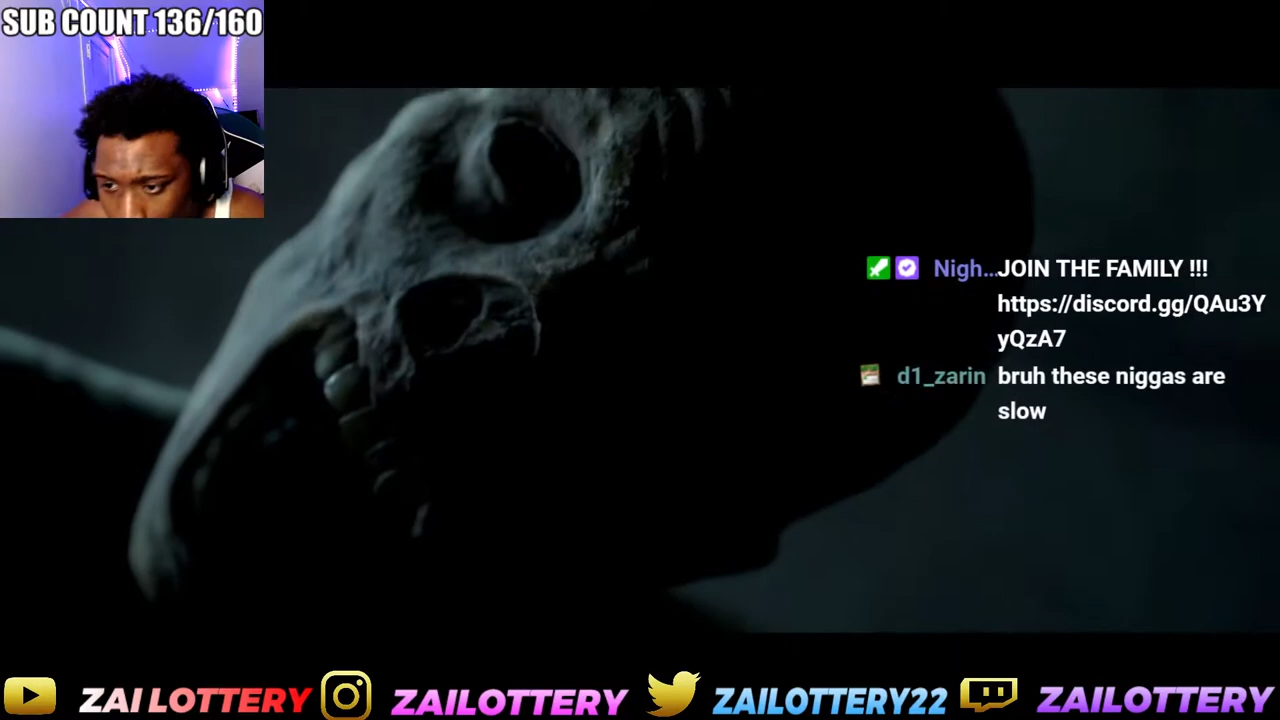 SUB COUNT 136/160
Nigh... JOIN THE FAMILY !!!
https://discord.gg/QAu3Y
yQzA7
d1_zarin bruh these niggas are
slow
ZAI LOTTERY ZAILOTTERY ZAILOTTERY22 ZAILOTTERY